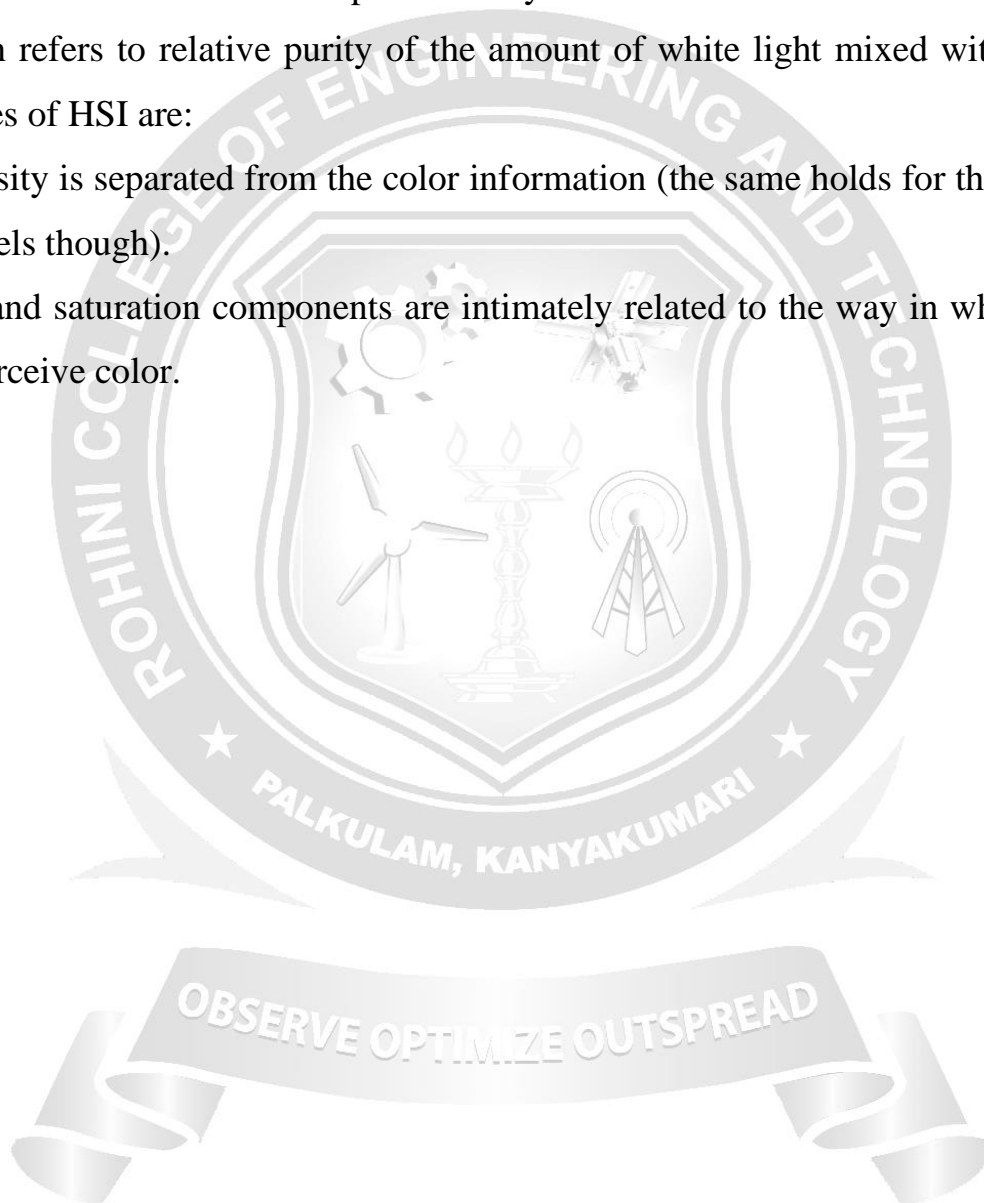 n refers to relative purity of the amount of white light mixed wit
es of HSI are:
sity is separated from the color information (the same holds for th
els though).
and saturation components are intimately related to the way in wh
rceive color.
ROHINI COLLEGE OF ENGINEERING AND TECHNOLOGY
PALKULAM, KANYAKUMARI
OBSERVE OPTIMIZE OUTSPREAD